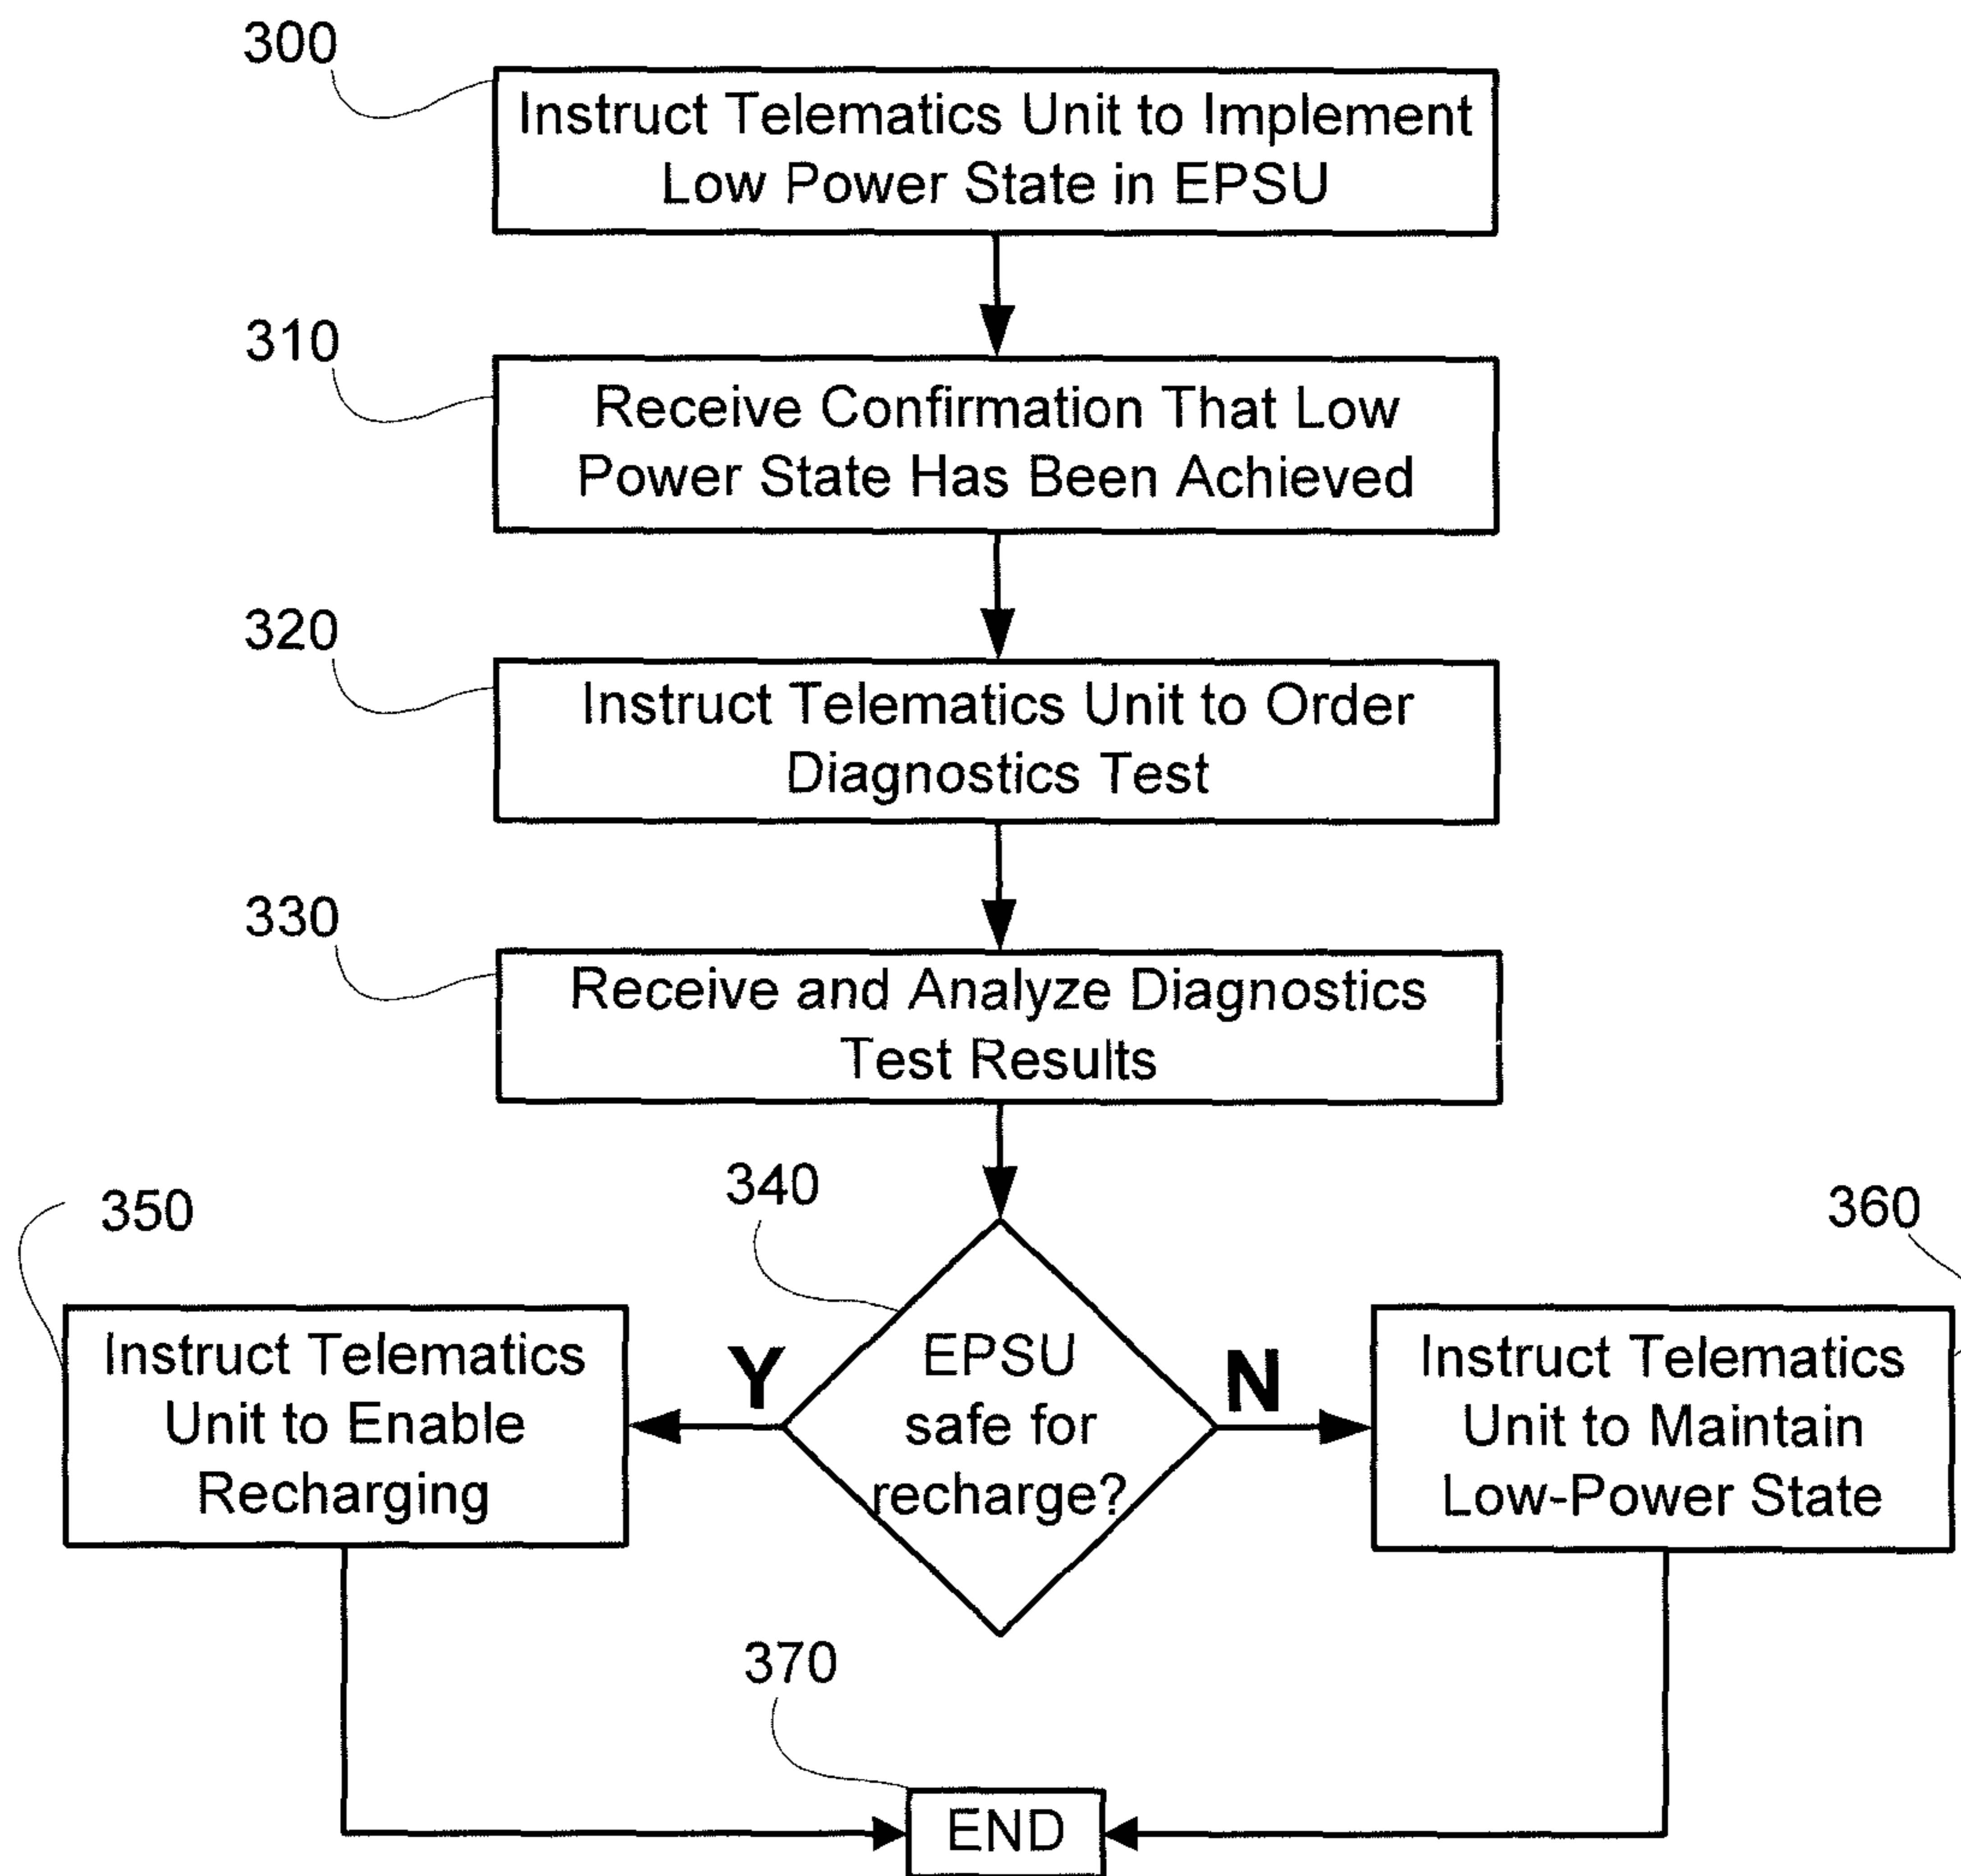 300
Instruct Telematics Unit to Implement
Low Power State in EPSU
310
Receive Confirmation That Low
Power State Has Been Achieved
320
Instruct Telematics Unit to Order
Diagnostics Test
330
Receive and Analyze Diagnostics
Test Results
340
EPSU
safe for
recharge?
Y
N
350
Instruct Telematics
Unit to Enable
Recharging
360
Instruct Telematics
Unit to Maintain
Low-Power State
370
END